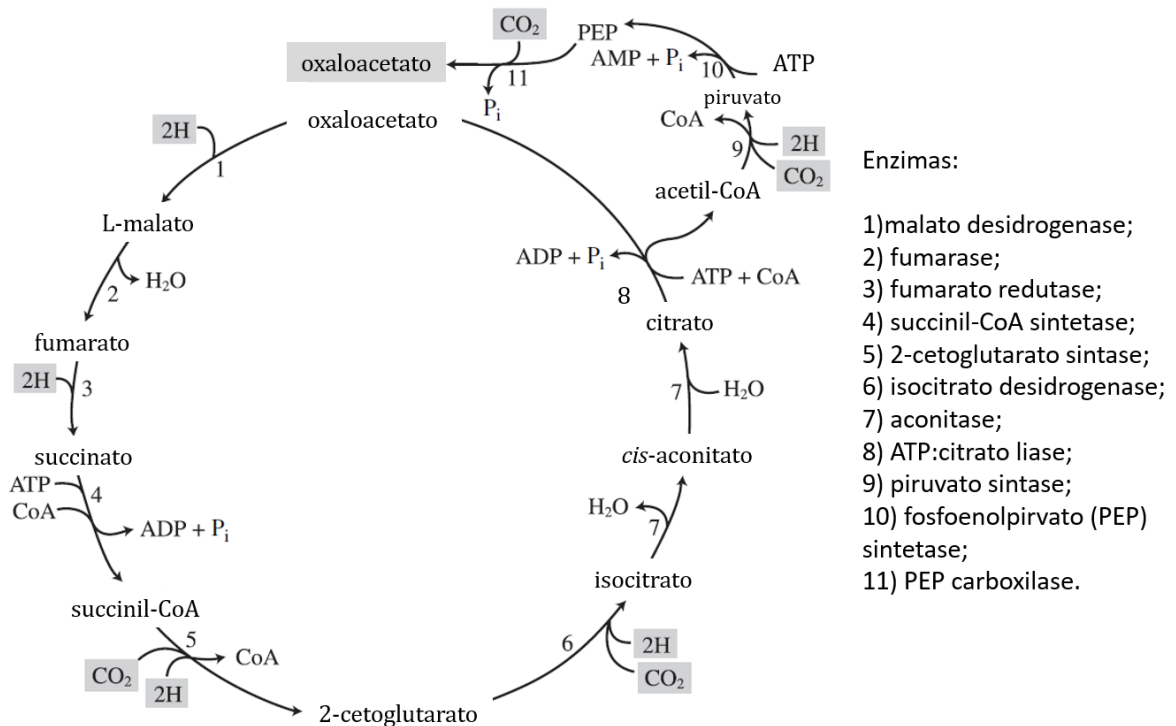 CO₂
PEP
oxaloacetato
11
AMP + Pᵢ
10
ATP
Pᵢ
piruvato
oxaloacetato
CoA
2H
9
2H
CO₂
1
acetil-CoA
L-malato
ADP + Pᵢ
ATP + CoA
2
H₂O
8
citrato
fumarato
2H
3
7
H₂O
succinato
cis-aconitato
ATP
4
CoA
ADP + Pᵢ
H₂O
7
isocitrato
succinil-CoA
5
6
2H
CO₂
CoA
CO₂
2H
2-cetoglutarato
Enzimas:
1)malato desidrogenase;
2) fumarase;
3) fumarato redutase;
4) succinil-CoA sintetase;
5) 2-cetoglutarato sintase;
6) isocitrato desidrogenase;
7) aconitase;
8) ATP:citrato liase;
9) piruvato sintase;
10) fosfoenolpirvato (PEP)
sintetase;
11) PEP carboxilase.